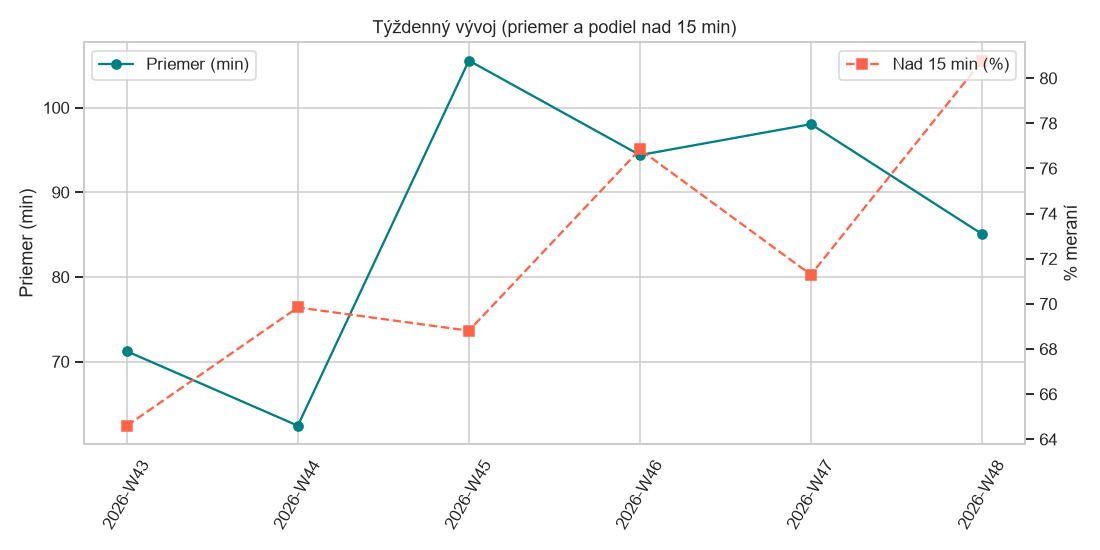 Týždenný vývoj (priemer a podiel nad 15 min)
Priemer (min)
Nad 15 min (%)
Priemer (min)
100
90
80
70
% meraní
80
78
76
74
72
70
68
66
64
2026-W43
2026-W44
2026-W45
2026-W46
2026-W47
2026-W48